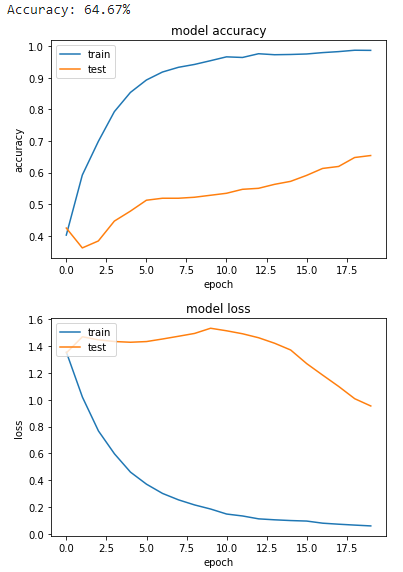 Accuracy: 64.67%
model accuracy
train
test
1.0
0.9
0.8
0.7
0.6
0.5
0.4
accuracy
0.0 2.5 5.0 7.5 10.0 12.5 15.0 17.5
epoch
model loss
train
test
1.6
1.4
1.2
1.0
0.8
0.6
0.4
0.2
0.0
loss
0.0 2.5 5.0 7.5 10.0 12.5 15.0 17.5
epoch